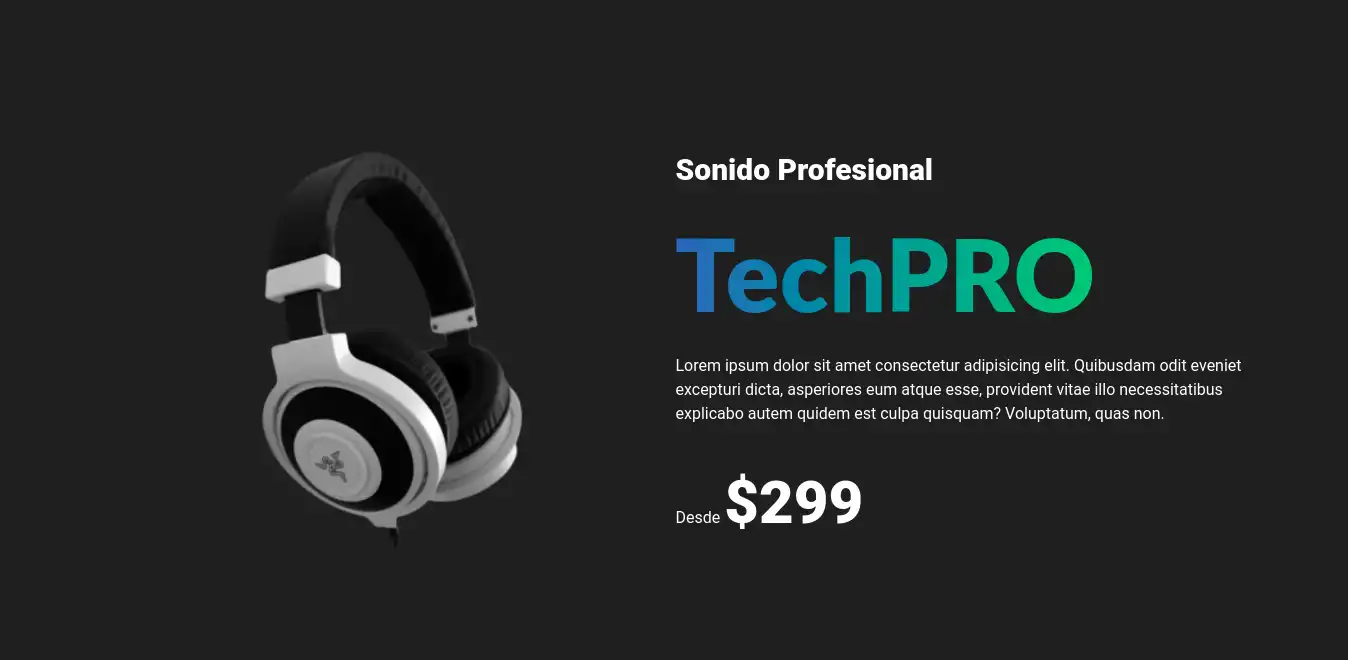 Sonido Profesional
TechPRO
Lorem ipsum dolor sit amet consectetur adipisicing elit. Quibusdam odit eveniet
excepturi dicta, asperiores eum atque esse, provident vitae illo necessitatibus
explicabo autem quidem est culpa quisquam? Voluptatum, quas non.
Desde $299